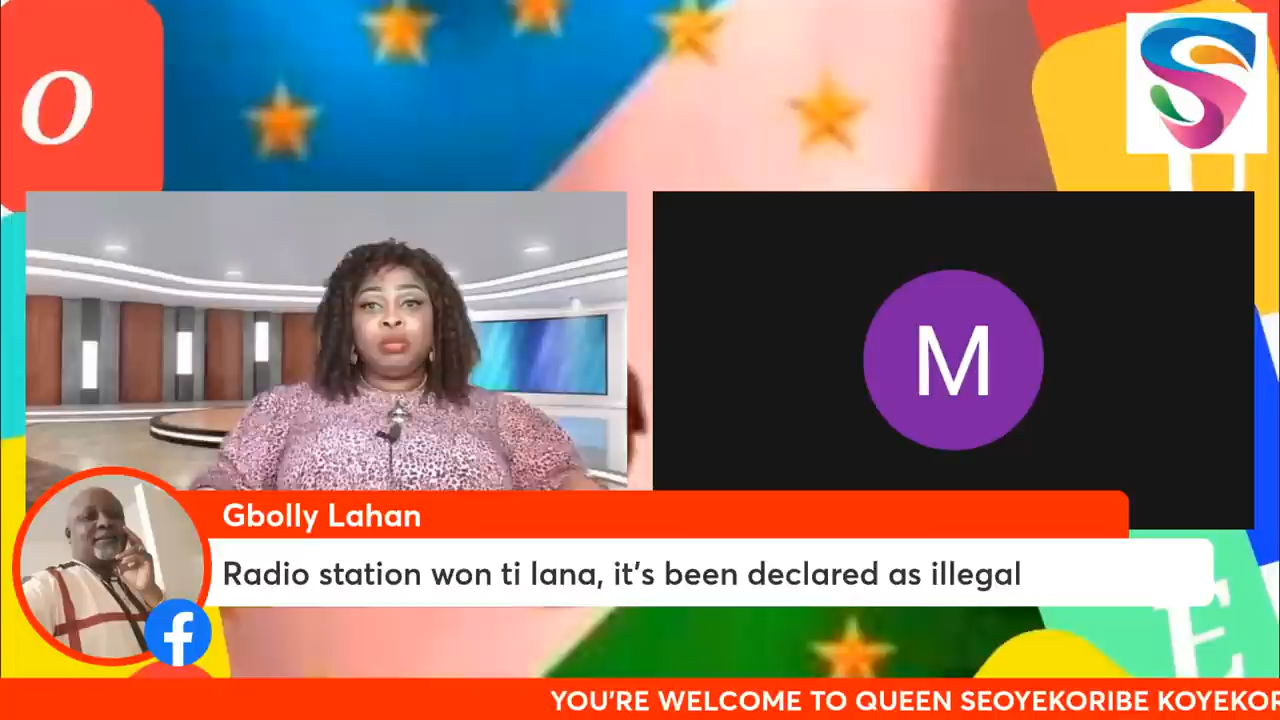 O
S
U
M
Gbolly Lahan
Radio station won ti lana, it's been declared as illegal
f
E
YOU'RE WELCOME TO QUEEN SEOYEKORIBE KOYEKOR